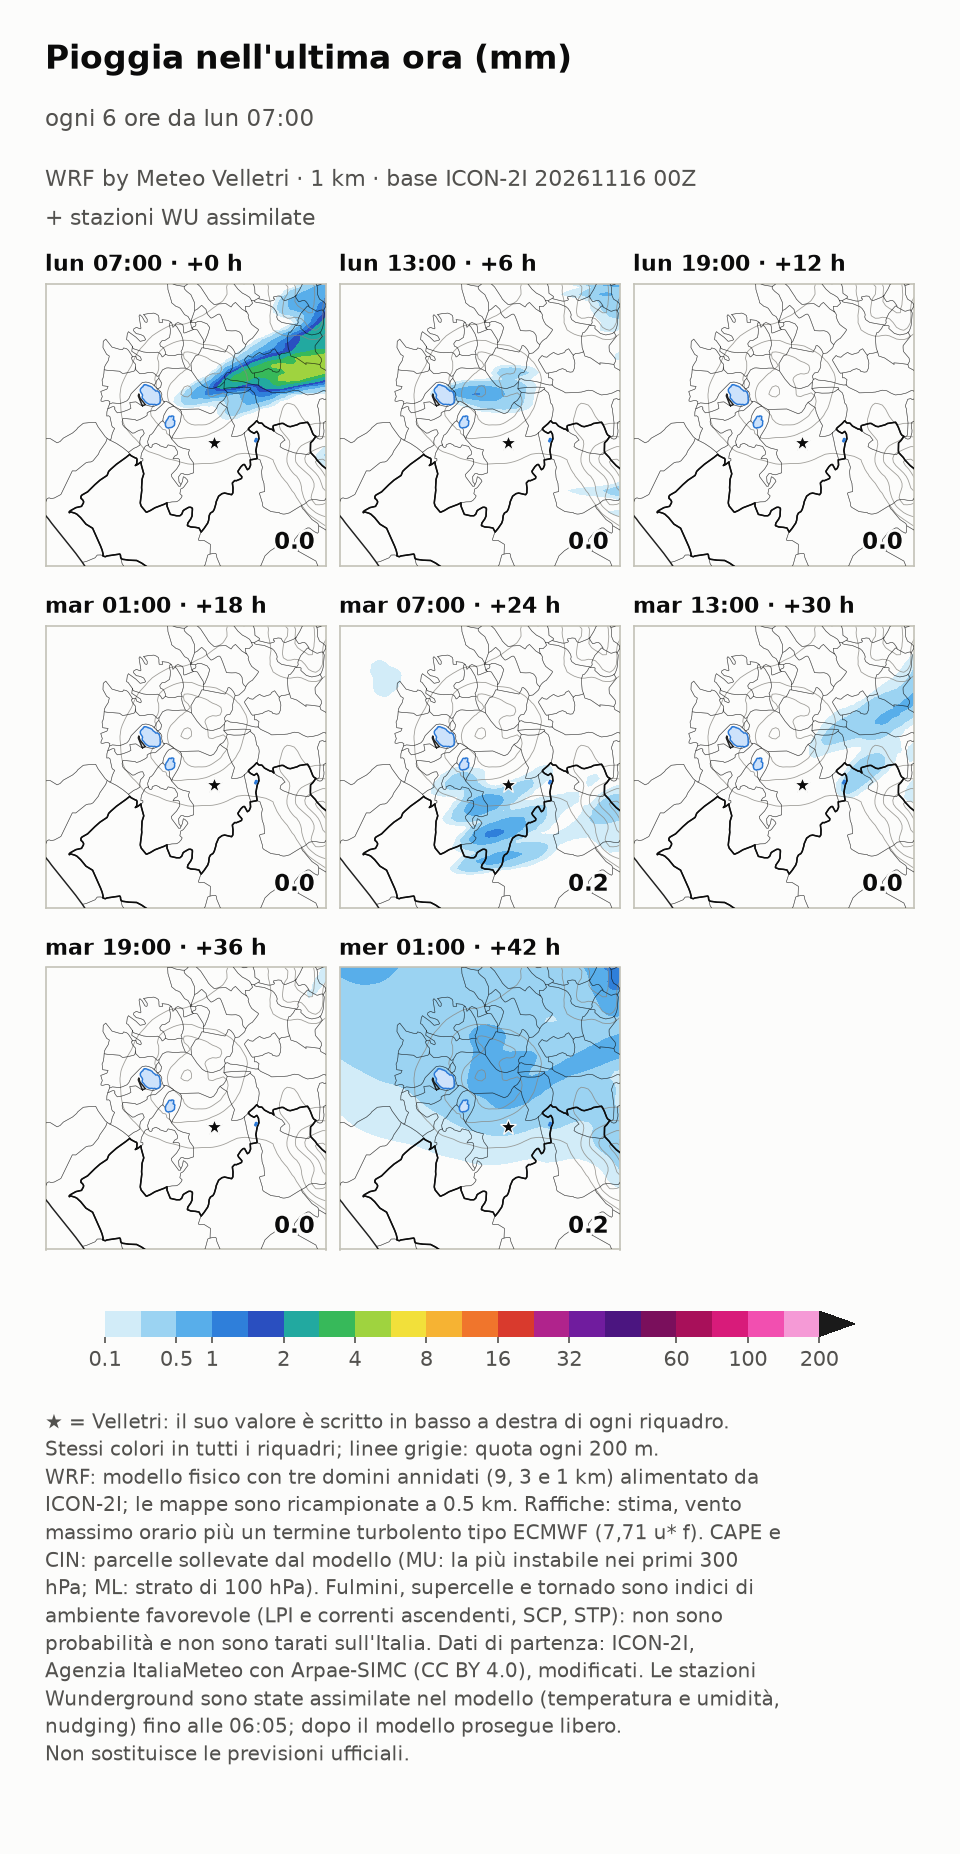 Pioggia nell'ultima ora (mm)
ogni 6 ore da lun 07:00
WRF by Meteo Velletri · 1 km · base ICON-2I 20261116 00Z
+ stazioni WU assimilate
lun 07:00 · +0 h
lun 13:00 · +6 h
lun 19:00 · +12 h
0.0
0.0
0.0
mar 01:00 · +18 h
mar 07:00 · +24 h
mar 13:00 · +30 h
0.0
0.2
0.0
mar 19:00 · +36 h
mer 01:00 · +42 h
0.0
0.2
0.1 0.5 1 2 4 8 16 32 60 100 200
★ = Velletri: il suo valore è scritto in basso a destra di ogni riquadro.
Stessi colori in tutti i riquadri; linee grigie: quota ogni 200 m.
WRF: modello fisico con tre domini annidati (9, 3 e 1 km) alimentato da
ICON-2I; le mappe sono ricampionate a 0.5 km. Raffiche: stima, vento
massimo orario più un termine turbolento tipo ECMWF (7,71 u* f). CAPE e
CIN: parcelle sollevate dal modello (MU: la più instabile nei primi 300
hPa; ML: strato di 100 hPa). Fulmini, supercelle e tornado sono indici di
ambiente favorevole (LPI e correnti ascendenti, SCP, STP): non sono
probabilità e non sono tarati sull'Italia. Dati di partenza: ICON-2I,
Agenzia ItaliaMeteo con Arpae-SIMC (CC BY 4.0), modificati. Le stazioni
Wunderground sono state assimilate nel modello (temperatura e umidità,
nudging) fino alle 06:05; dopo il modello prosegue libero.
Non sostituisce le previsioni ufficiali.